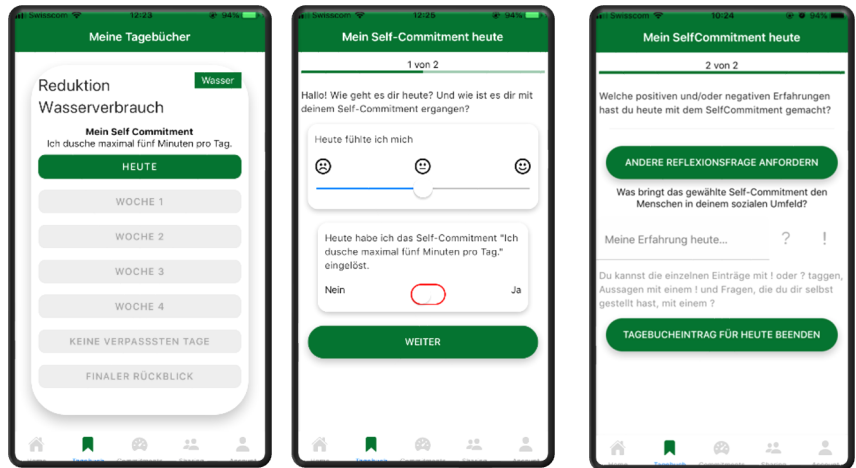 Swisscom 12:23 94%
Meine Tagebücher
Reduktion
Wasserverbrauch
Wasser
Mein Self Commitment
Ich dusche maximal fünf Minuten pro Tag.
HEUTE
WOCHE 1
WOCHE 2
WOCHE 3
WOCHE 4
KEINE VERPASSSTEN TAGE
FINALER RÜCKBLICK
Swisscom 12:25 94%
Mein Self-Commitment heute
1 von 2
Hallo! Wie geht es dir heute? Und wie ist es dir mit
deinem Self-Commitment ergangen?
Heute fühlte ich mich
Heute habe ich das Self-Commitment "Ich
dusche maximal fünf Minuten pro Tag."
eingelöst.
Nein Ja
WEITER
Swisscom 10:24 94%
Mein SelfCommitment heute
2 von 2
Welche positiven und/oder negativen Erfahrungen
hast du heute mit dem SelfCommitment gemacht?
ANDERE REFLEXIONSFRAGE ANFORDERN
Was bringt das gewählte Self-Commitment den
Menschen in deinem sozialen Umfeld?
Meine Erfahrung heute... ? !
Du kannst die einzelnen Einträge mit ! oder ? taggen,
Aussagen mit einem ! und Fragen, die du dir selbst
gestellt hast, mit einem ?
TAGEBUCHEINTRAG FÜR HEUTE BEENDEN